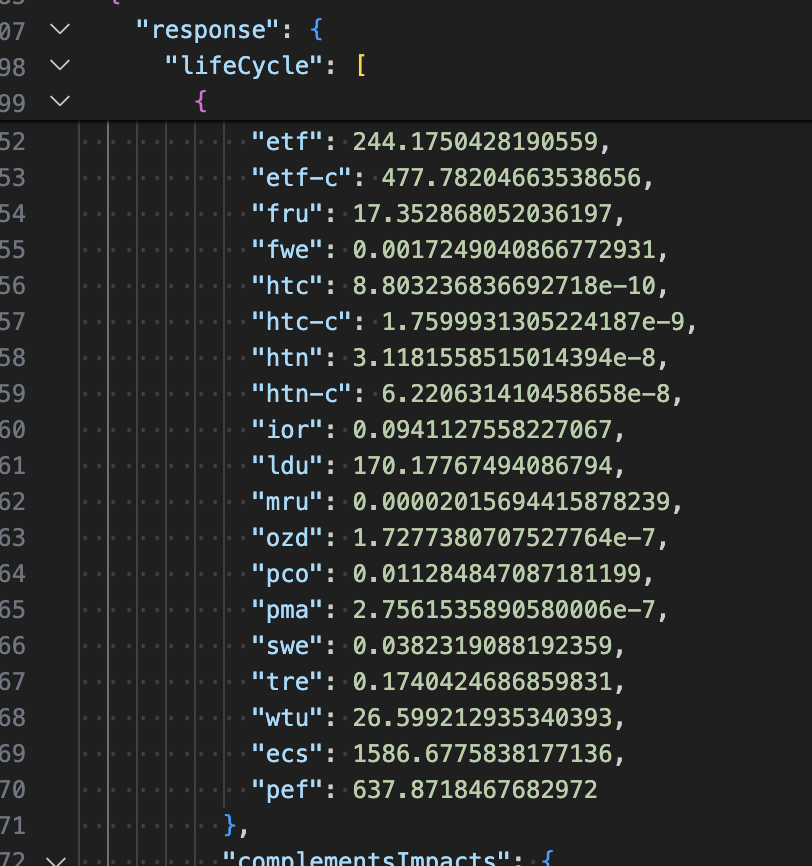 07 "response": {
98 "lifeCycle": [
99 {
52 "etf": 244.1750428190559,
53 "etf-c": 477.78204663538656,
54 "fru": 17.352868052036197,
55 "fwe": 0.0017249040866772931,
56 "htc": 8.803236836692718e-10,
57 "htc-c": 1.7599931305224187e-9,
58 "htn": 3.1181558515014394e-8,
59 "htn-c": 6.220631410458658e-8,
60 "ior": 0.0941127558227067,
61 "ldu": 170.17767494086794,
62 "mru": 0.00002015694415878239,
63 "ozd": 1.7277380707527764e-7,
64 "pco": 0.011284847087181199,
65 "pma": 2.7561535890580006e-7,
66 "swe": 0.0382319088192359,
67 "tre": 0.1740424686859831,
68 "wtu": 26.599212935340393,
69 "ecs": 1586.6775838177136,
70 "pef": 637.8718467682972
71 },
72 "complementsImpacts": {